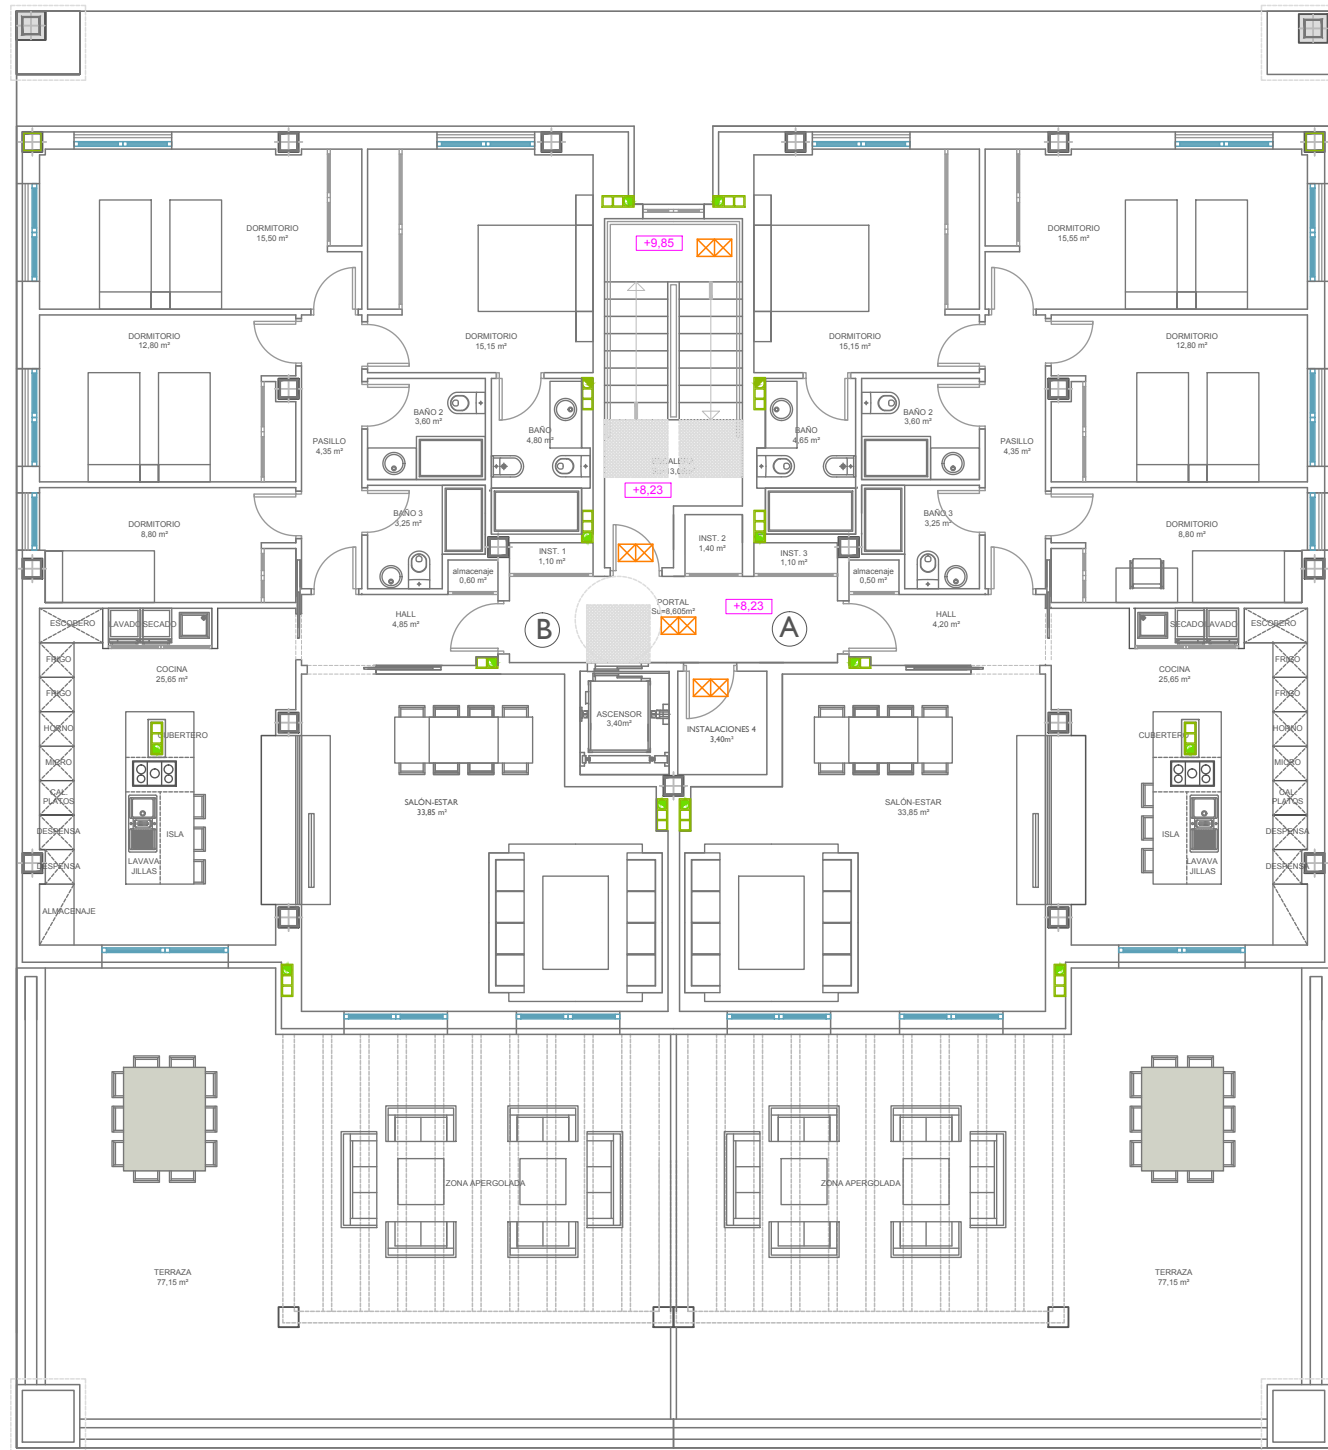 +9,85
DORMITORIO
15,50 m²
DORMITORIO
15,55 m²
DORMITORIO
12,80 m²
DORMITORIO
15,15 m²
DORMITORIO
15,15 m²
DORMITORIO
12,80 m²
BAÑO 2
3,60 m²
BAÑO
4,80 m²
BAÑO
4,65 m²
BAÑO 2
3,60 m²
PASILLO
4,35 m²
PASILLO
4,35 m²
+8,23
DORMITORIO
8,80 m²
BAÑO 3
3,25 m²
BAÑO 3
3,25 m²
DORMITORIO
8,80 m²
INST. 1
1,10 m²
INST. 2
1,40 m²
INST. 3
1,10 m²
almacenaje
0,60 m²
almacenaje
0,50 m²
PORTAL
Su=8,605m²
+8,23
HALL
4,85 m²
HALL
4,20 m²
B
A
ESCOBERO
LAVADO
SECADO
SECADO
LAVADO
ESCOBERO
COCINA
25,65 m²
COCINA
25,65 m²
FRIGO
FRIGO
HORNO
MICRO
CAL.
PLATOS
DESPENSA
DESPENSA
ALMACENAJE
CUBERTERO
ISLA
LAVAVA
JILLAS
ASCENSOR
3,40m²
INSTALACIONES 4
3,40m²
SALÓN-ESTAR
33,85 m²
SALÓN-ESTAR
33,85 m²
CUBERTERO
ISLA
LAVAVA
JILLAS
FRIGO
FRIGO
HORNO
MICRO
CAL.
PLATOS
DESPENSA
DESPENSA
ZONA APERGOLADA
ZONA APERGOLADA
TERRAZA
77,15 m²
TERRAZA
77,15 m²